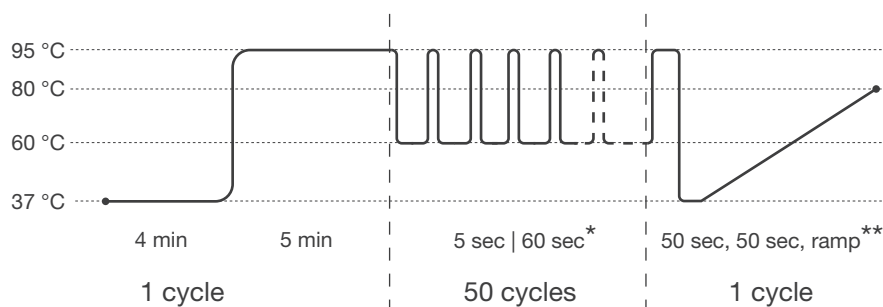 95 °C
80 °C
60 °C
37 °C
4 min
5 min
5 sec | 60 sec*
50 sec, 50 sec, ramp**
1 cycle
50 cycles
1 cycle